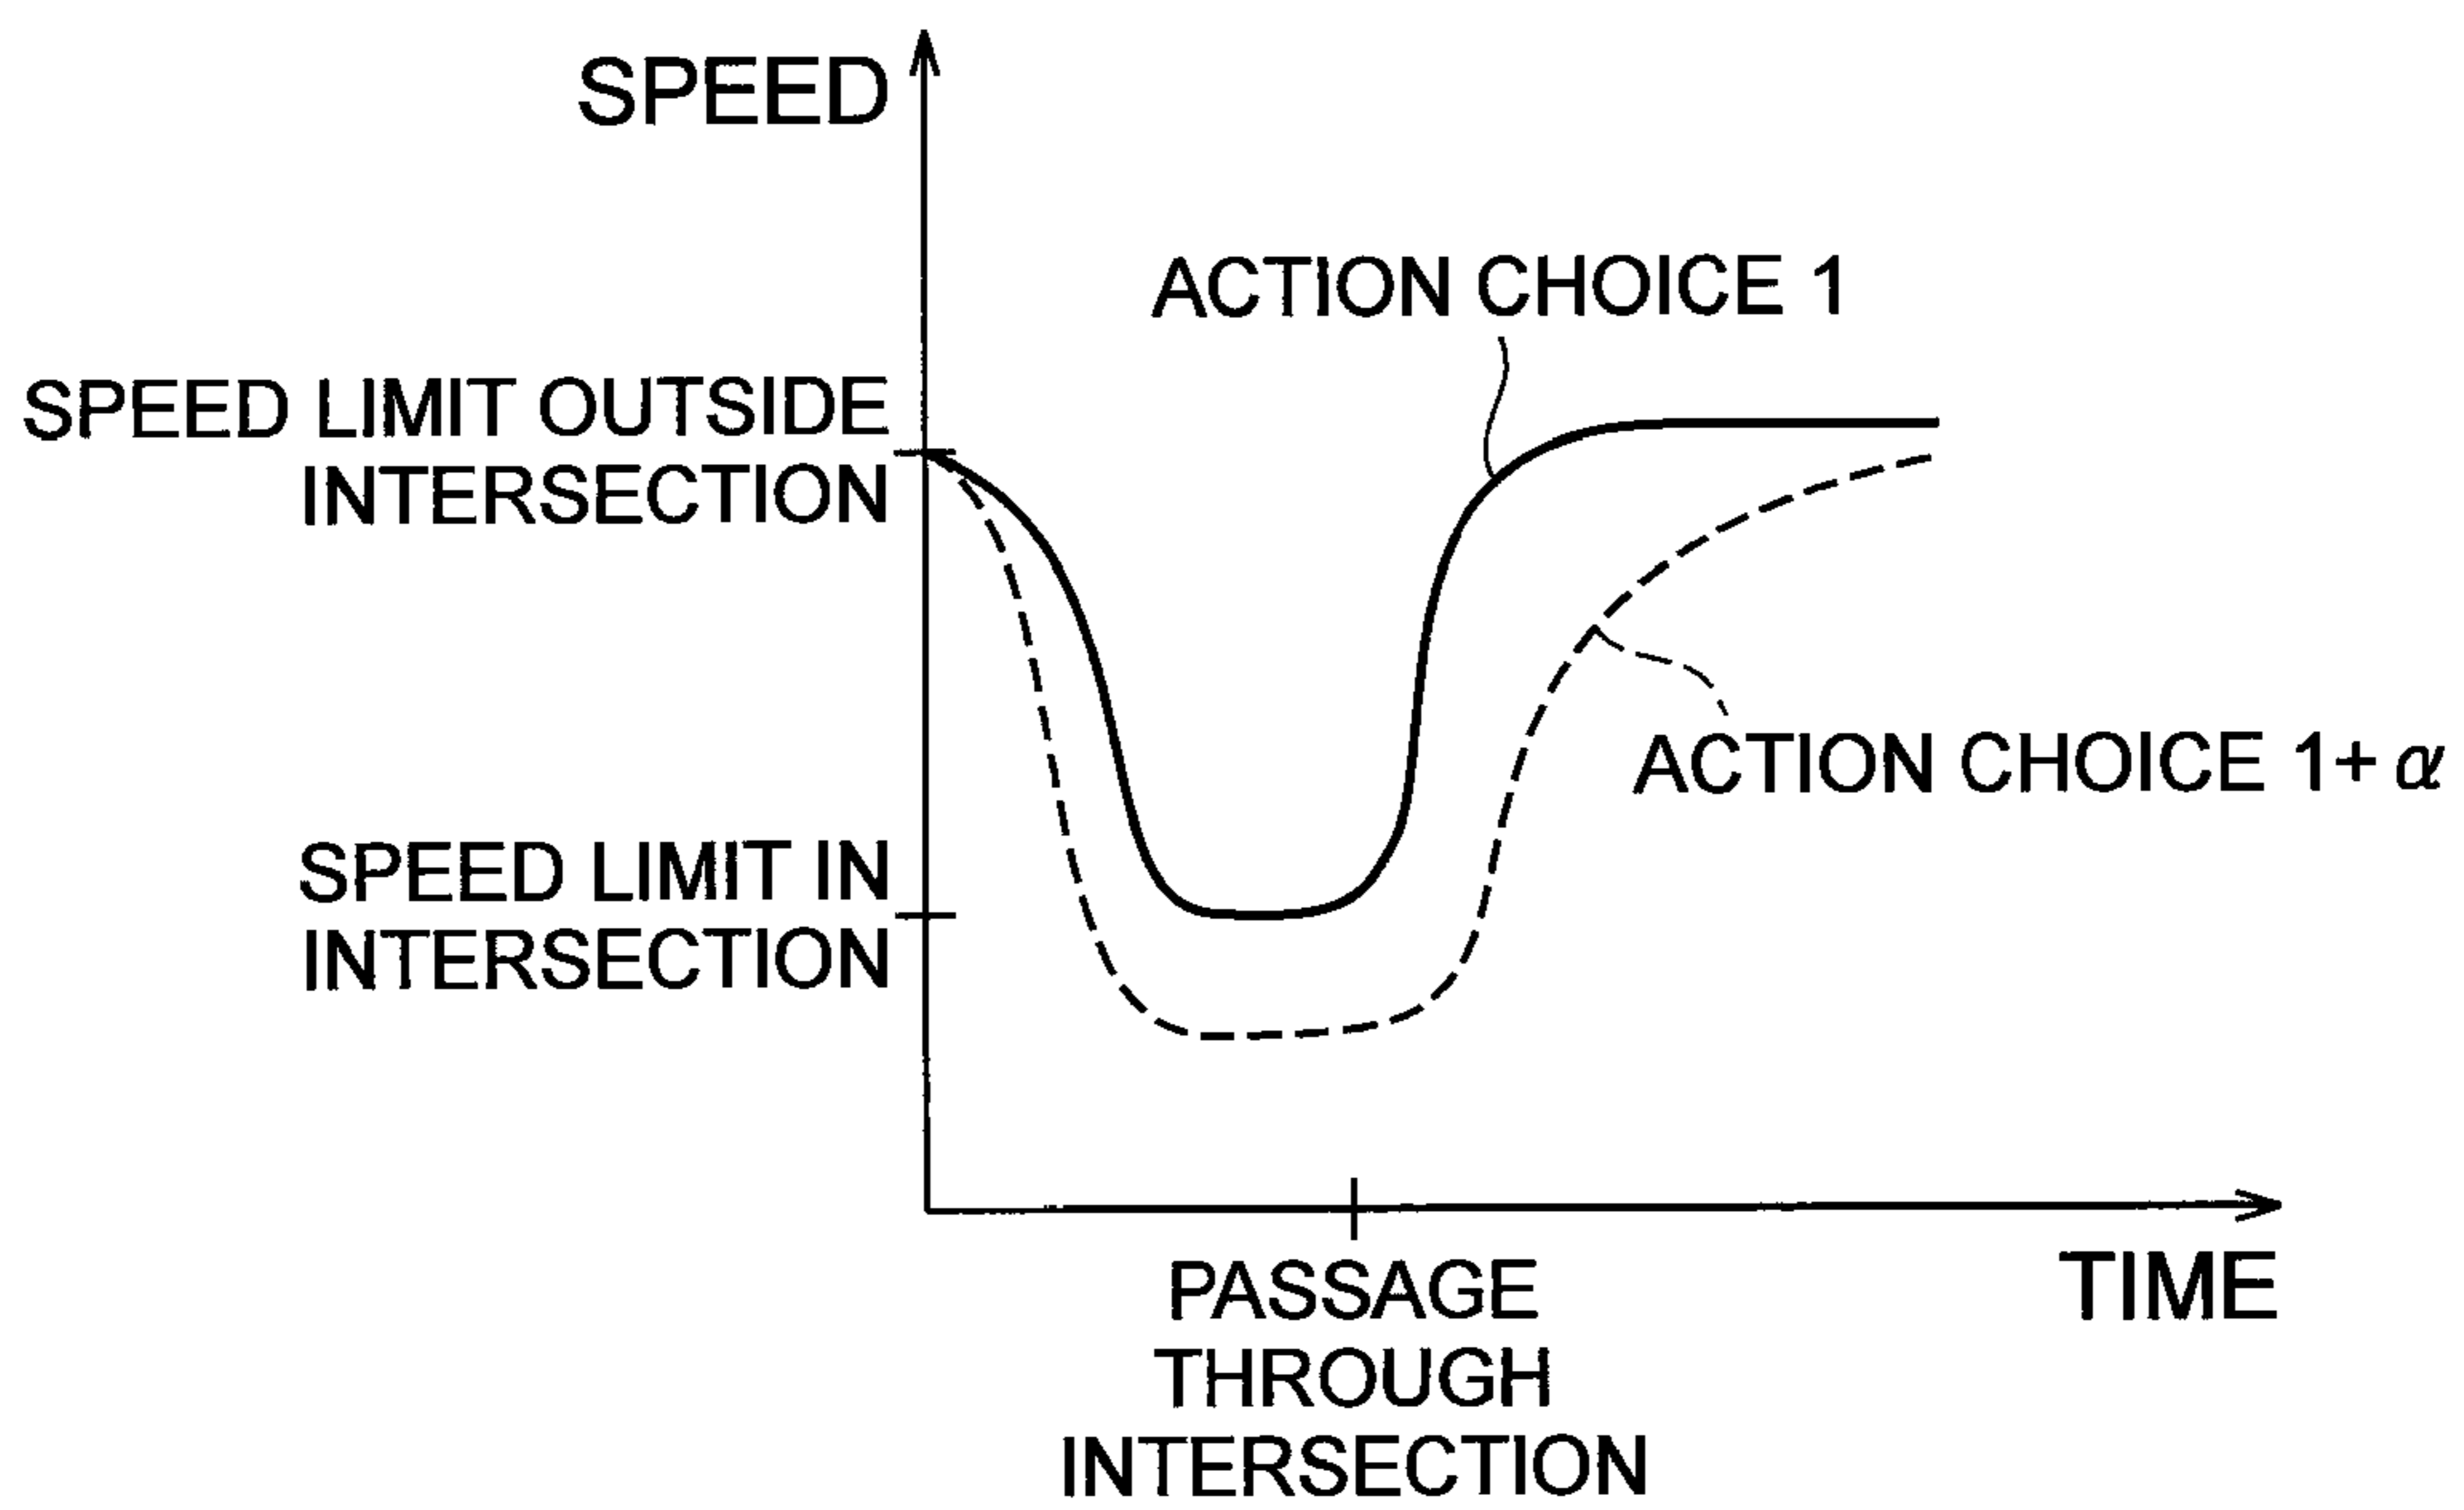 SPEED
ACTION CHOICE 1
SPEED LIMIT OUTSIDE
INTERSECTION
ACTION CHOICE 1+ α
SPEED LIMIT IN
INTERSECTION
TIME
PASSAGE
THROUGH
INTERSECTION